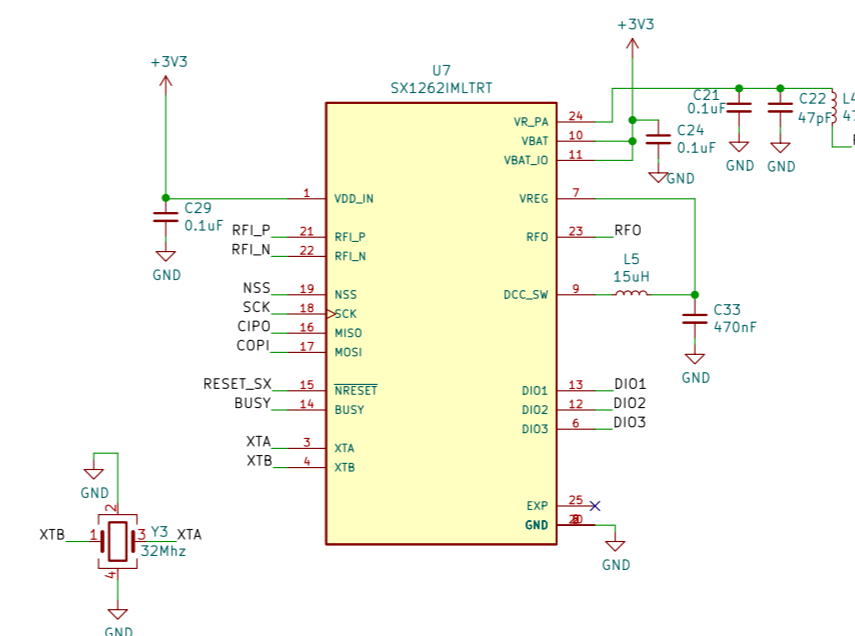 +3V3
+3V3
U7
SX1262IMLTRT
C21
0.1uF
C22
47pF
L4
47
24
VR_PA
10
VBAT
11
VBAT_IO
C24
0.1uF
GND
GND
GND
1
VDD_IN
7
VREG
C29
0.1uF
GND
RFI_P
21
RFI_P
RFI_N
22
RFI_N
23
RFO
RFO
L5
15uH
NSS
19
NSS
9
DCC_SW
SCK
18
SCK
CIPO
16
MISO
COPI
17
MOSI
C33
470nF
GND
RESET_SX
15
NRESET
BUSY
14
BUSY
13
DIO1
DIO1
12
DIO2
DIO2
6
DIO3
DIO3
XTA
3
XTA
XTB
4
XTB
GND
25
EXP
GND
GND
2
XTB
1
3
XTA
Y3
32Mhz
4
GND